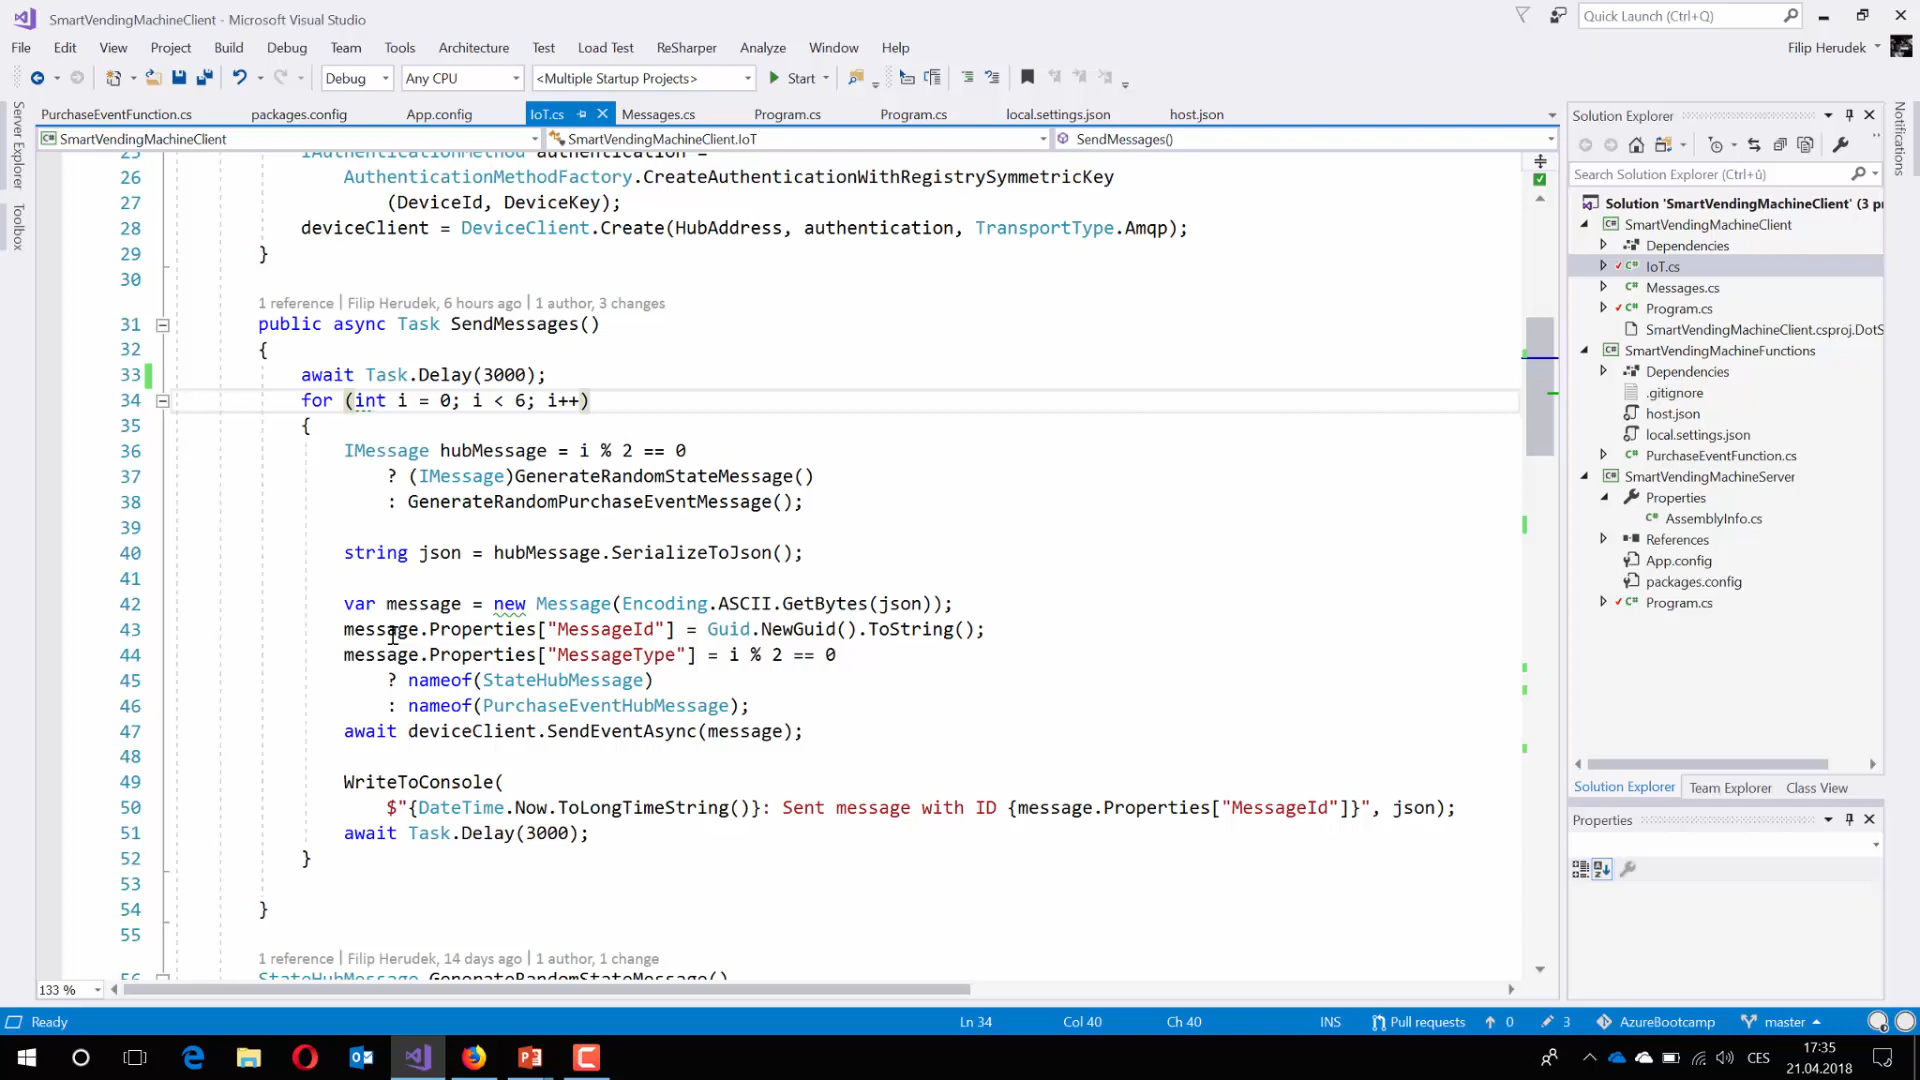 SmartVendingMachineClient - Microsoft Visual Studio
Quick Launch (Ctrl+Q)
File Edit View Project Build Debug Team Tools Architecture Test Load Test ReSharper Analyze Window Help
Filip Herudek
Debug Any CPU <Multiple Startup Projects> Start
PurchaseEventFunction.cs packages.config App.config IoT.cs Messages.cs Program.cs Program.cs local.settings.json host.json
SmartVendingMachineClient SmartVendingMachineClient.IoT SendMessages()
25 IAuthenticationMethod authentication =
26 AuthenticationMethodFactory.CreateAuthenticationWithRegistrySymmetricKey
27 (DeviceId, DeviceKey);
28 deviceClient = DeviceClient.Create(HubAddress, authentication, TransportType.Amqp);
29 }
30
1 reference | Filip Herudek, 6 hours ago | 1 author, 3 changes
31 public async Task SendMessages()
32 {
33 await Task.Delay(3000);
34 for (int i = 0; i < 6; i++)
35 {
36 IMessage hubMessage = i % 2 == 0
37 ? (IMessage)GenerateRandomStateMessage()
38 : GenerateRandomPurchaseEventMessage();
39
40 string json = hubMessage.SerializeToJson();
41
42 var message = new Message(Encoding.ASCII.GetBytes(json));
43 message.Properties["MessageId"] = Guid.NewGuid().ToString();
44 message.Properties["MessageType"] = i % 2 == 0
45 ? nameof(StateHubMessage)
46 : nameof(PurchaseEventHubMessage);
47 await deviceClient.SendEventAsync(message);
48
49 WriteToConsole(
50 $"{DateTime.Now.ToLongTimeString()}: Sent message with ID {message.Properties["MessageId"]}", json);
51 await Task.Delay(3000);
52 }
53
54 }
55
1 reference | Filip Herudek, 14 days ago | 1 author, 1 change
56 StateHubMessage GenerateRandomStateMessage()
133 %
Server Explorer
Toolbox
Notifications
Solution Explorer
Search Solution Explorer (Ctrl+ů)
Solution 'SmartVendingMachineClient' (3 pr
SmartVendingMachineClient
Dependencies
IoT.cs
Messages.cs
Program.cs
SmartVendingMachineClient.csproj.DotS
SmartVendingMachineFunctions
Dependencies
.gitignore
host.json
local.settings.json
PurchaseEventFunction.cs
SmartVendingMachineServer
Properties
AssemblyInfo.cs
References
App.config
packages.config
Program.cs
Solution Explorer Team Explorer Class View
Properties
Ready Ln 34 Col 40 Ch 40 INS Pull requests 0 3 AzureBootcamp master
CES
17:35
21.04.2018